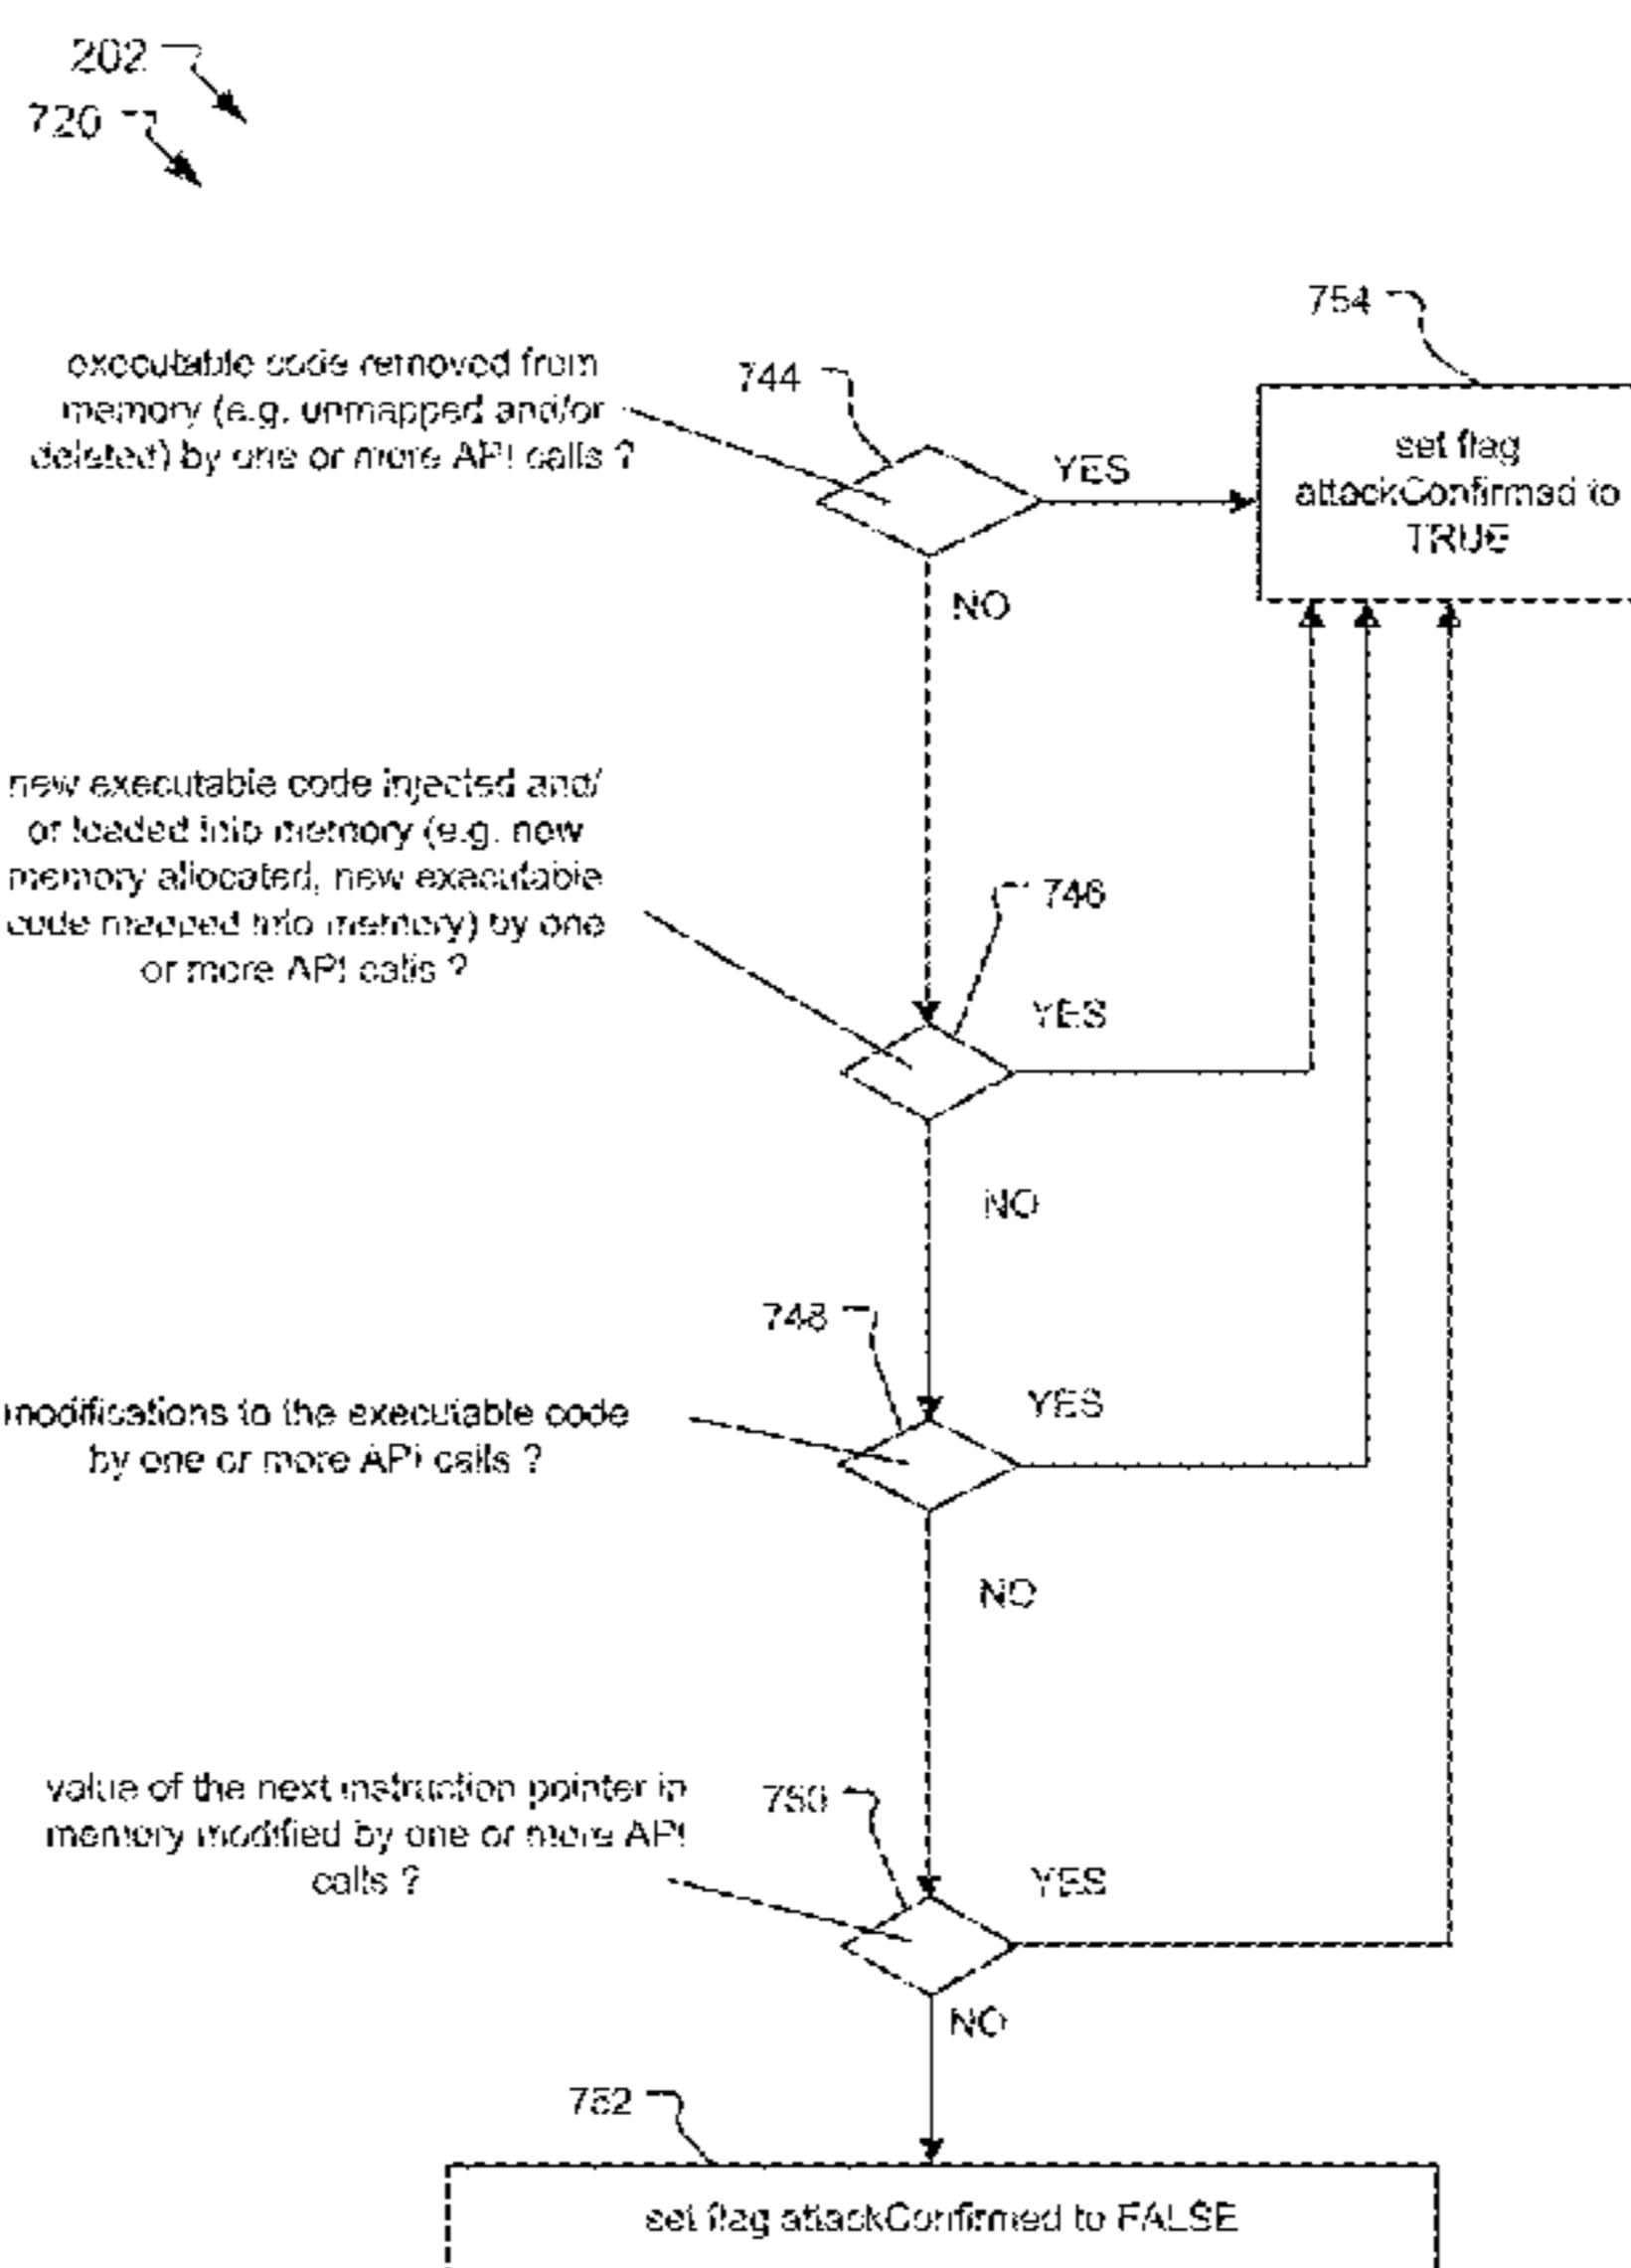 202
720
754
set flag
attackConfirmed to
TRUE
executable code removed from
memory (e.g. unmapped and/or
deleted) by one or more API calls ?
744
YES
NO
new executable code injected and/
or loaded into memory (e.g. new
memory allocated, new executable
code mapped into memory) by one
or more API calls ?
746
YES
NO
748
modifications to the executable code
by one or more API calls ?
YES
NO
value of the next instruction pointer in
memory modified by one or more API
calls ?
750
YES
NO
752
set flag attackConfirmed to FALSE